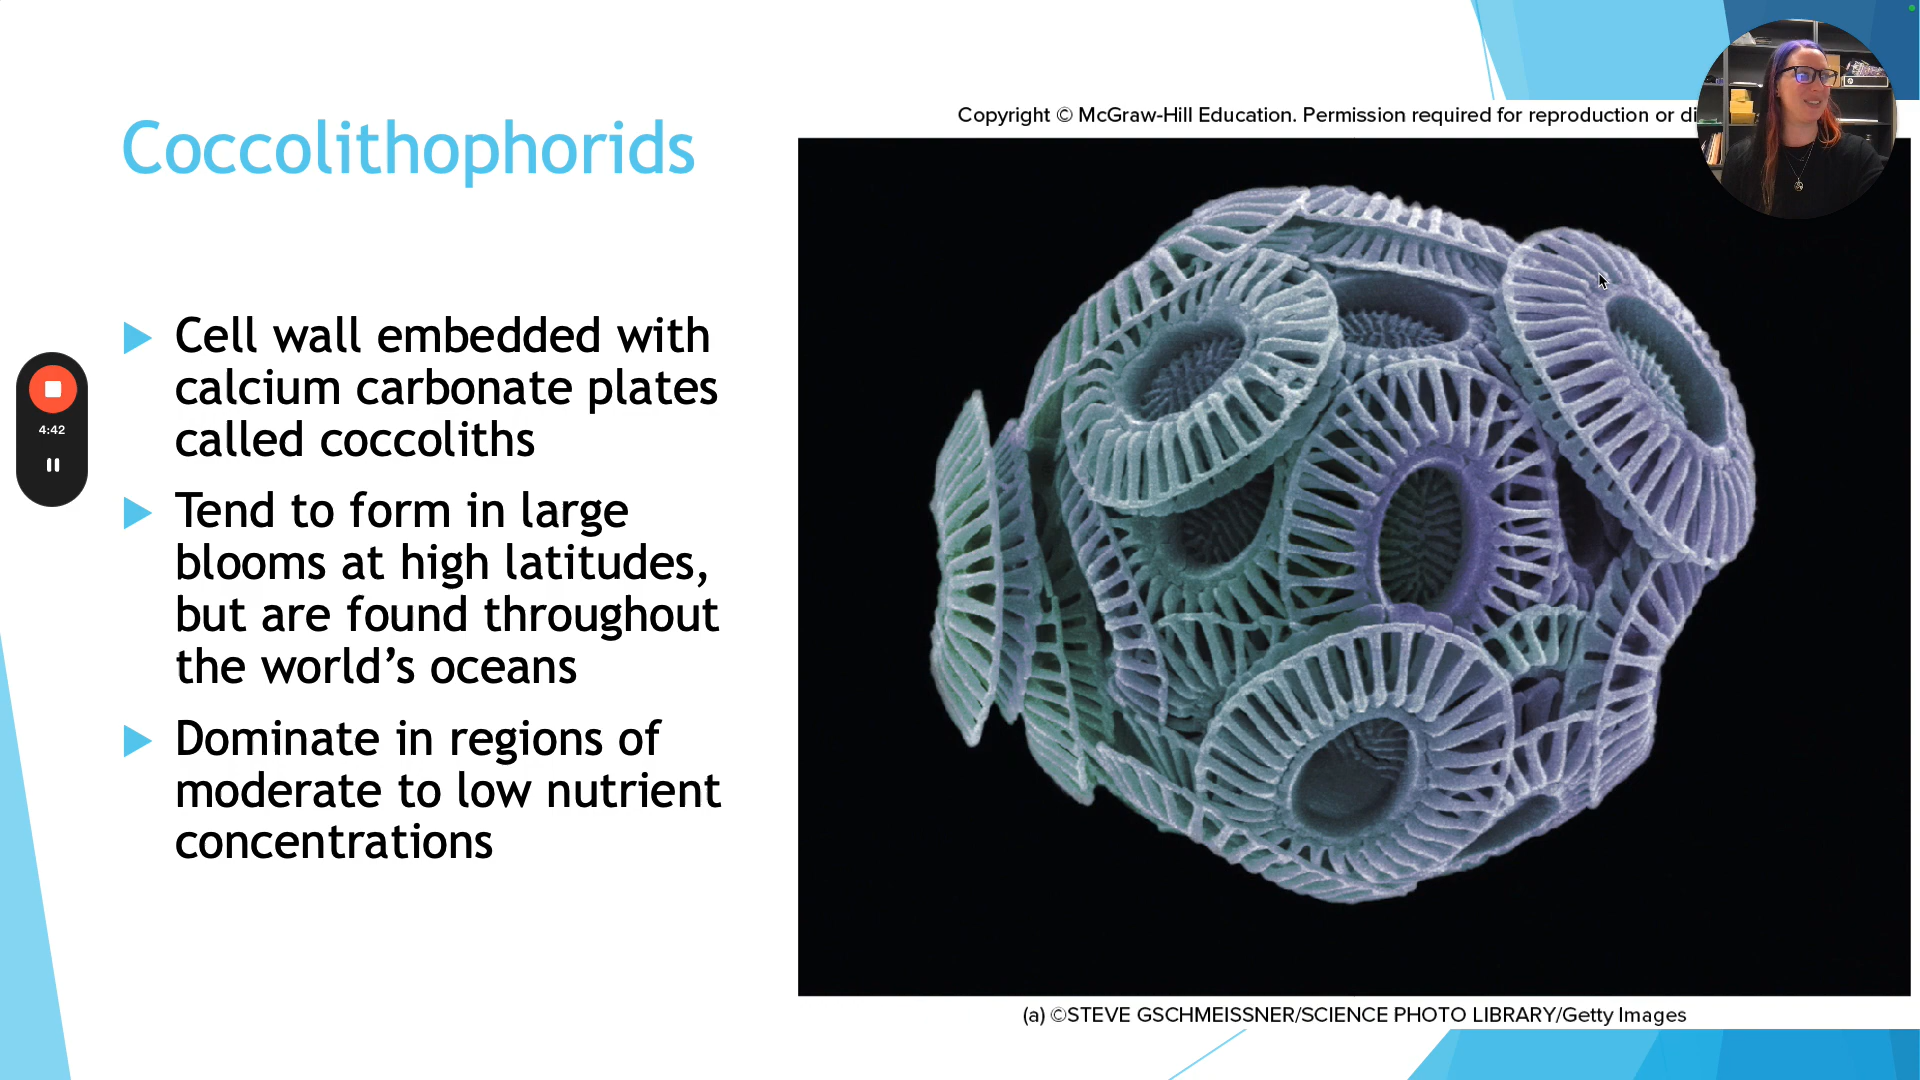 Copyright © McGraw-Hill Education. Permission required for reproduction or di
Coccolithophorids
Cell wall embedded with
calcium carbonate plates
called coccoliths
Tend to form in large
blooms at high latitudes,
but are found throughout
the world’s oceans
Dominate in regions of
moderate to low nutrient
concentrations
4:42
(a) ©STEVE GSCHMEISSNER/SCIENCE PHOTO LIBRARY/Getty Images